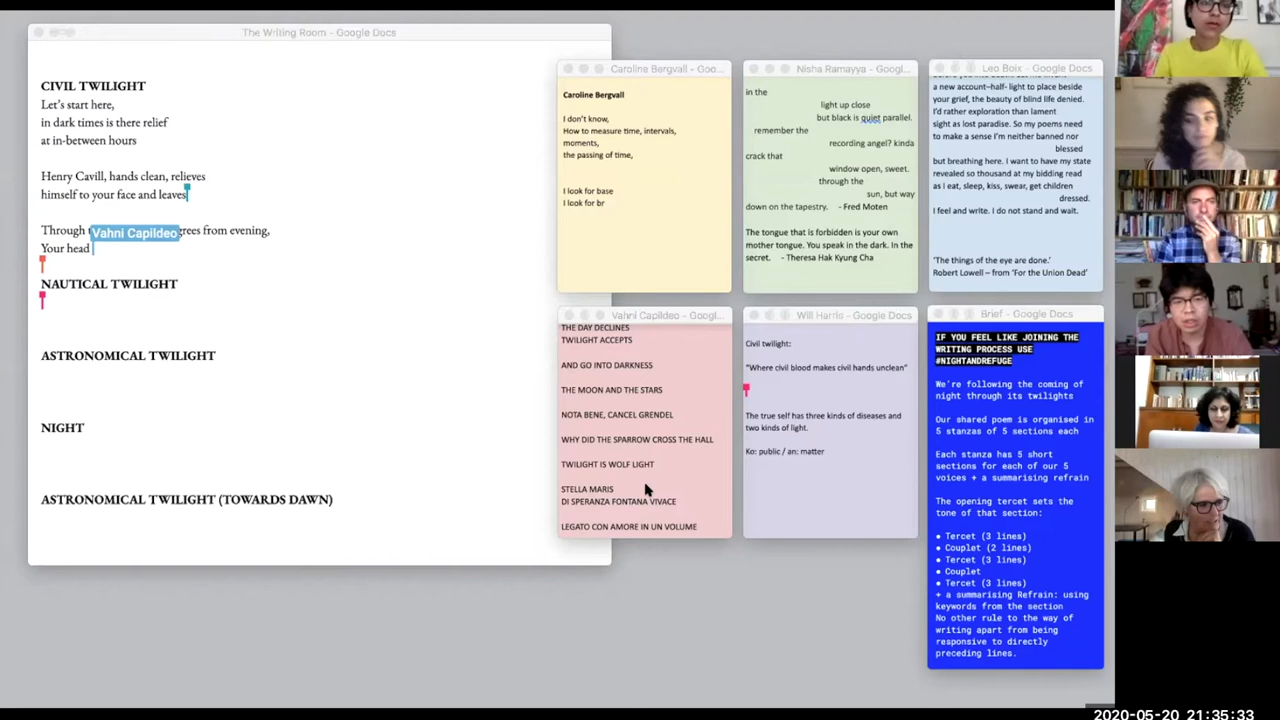 The Writing Room - Google Docs
CIVIL TWILIGHT
Let's start here,
in dark times is there relief
at in-between hours
Henry Cavill, hands clean, relieves
himself to your face and leaves
Through Vahni Capildeo grees from evening,
Your head
NAUTICAL TWILIGHT
ASTRONOMICAL TWILIGHT
NIGHT
ASTRONOMICAL TWILIGHT (TOWARDS DAWN)
Caroline Bergvall - Goo...
Caroline Bergvall
I don't know,
How to measure time, intervals,
moments,
the passing of time,
I look for base
I look for br
Nisha Ramayya - Googl...
in the
light up close
but black is quiet parallel.
remember the
recording angel? kinda
crack that
window open, sweet.
through the
sun, but way
down on the tapestry. - Fred Moten
The tongue that is forbidden is your own
mother tongue. You speak in the dark. In the
secret. - Theresa Hak Kyung Cha
Leo Boix - Google Docs
a new account–half- light to place beside
your grief, the beauty of blind life denied.
I'd rather exploration than lament
sight as lost paradise. So my poems need
to make a sense I'm neither banned nor
blessed
but breathing here. I want to have my state
revealed so thousand at my bidding read
as I eat, sleep, kiss, swear, get children
dressed.
I feel and write. I do not stand and wait.
'The things of the eye are done.'
Robert Lowell – from 'For the Union Dead'
Vahni Capildeo - Googl...
THE DAY DECLINES
TWILIGHT ACCEPTS
AND GO INTO DARKNESS
THE MOON AND THE STARS
NOTA BENE, CANCEL GRENDEL
WHY DID THE SPARROW CROSS THE HALL
TWILIGHT IS WOLF LIGHT
STELLA MARIS
DI SPERANZA FONTANA VIVACE
LEGATO CON AMORE IN UN VOLUME
Will Harris - Google Docs
Civil twilight:
"Where civil blood makes civil hands unclean"
The true self has three kinds of diseases and
two kinds of light.
Ko: public / an: matter
Brief - Google Docs
IF YOU FEEL LIKE JOINING THE
WRITING PROCESS USE
#NIGHTANDREFUGE
We're following the coming of
night through its twilights
Our shared poem is organised in
5 stanzas of 5 sections each
Each stanza has 5 short
sections for each of our 5
voices + a summarising refrain
The opening tercet sets the
tone of that section:
● Tercet (3 lines)
● Couplet (2 lines)
● Tercet (3 lines)
● Couplet
● Tercet (3 lines)
+ a summarising Refrain: using
keywords from the section
No other rule to the way of
writing apart from being
responsive to directly
preceding lines.
2020-05-20 21:35:33